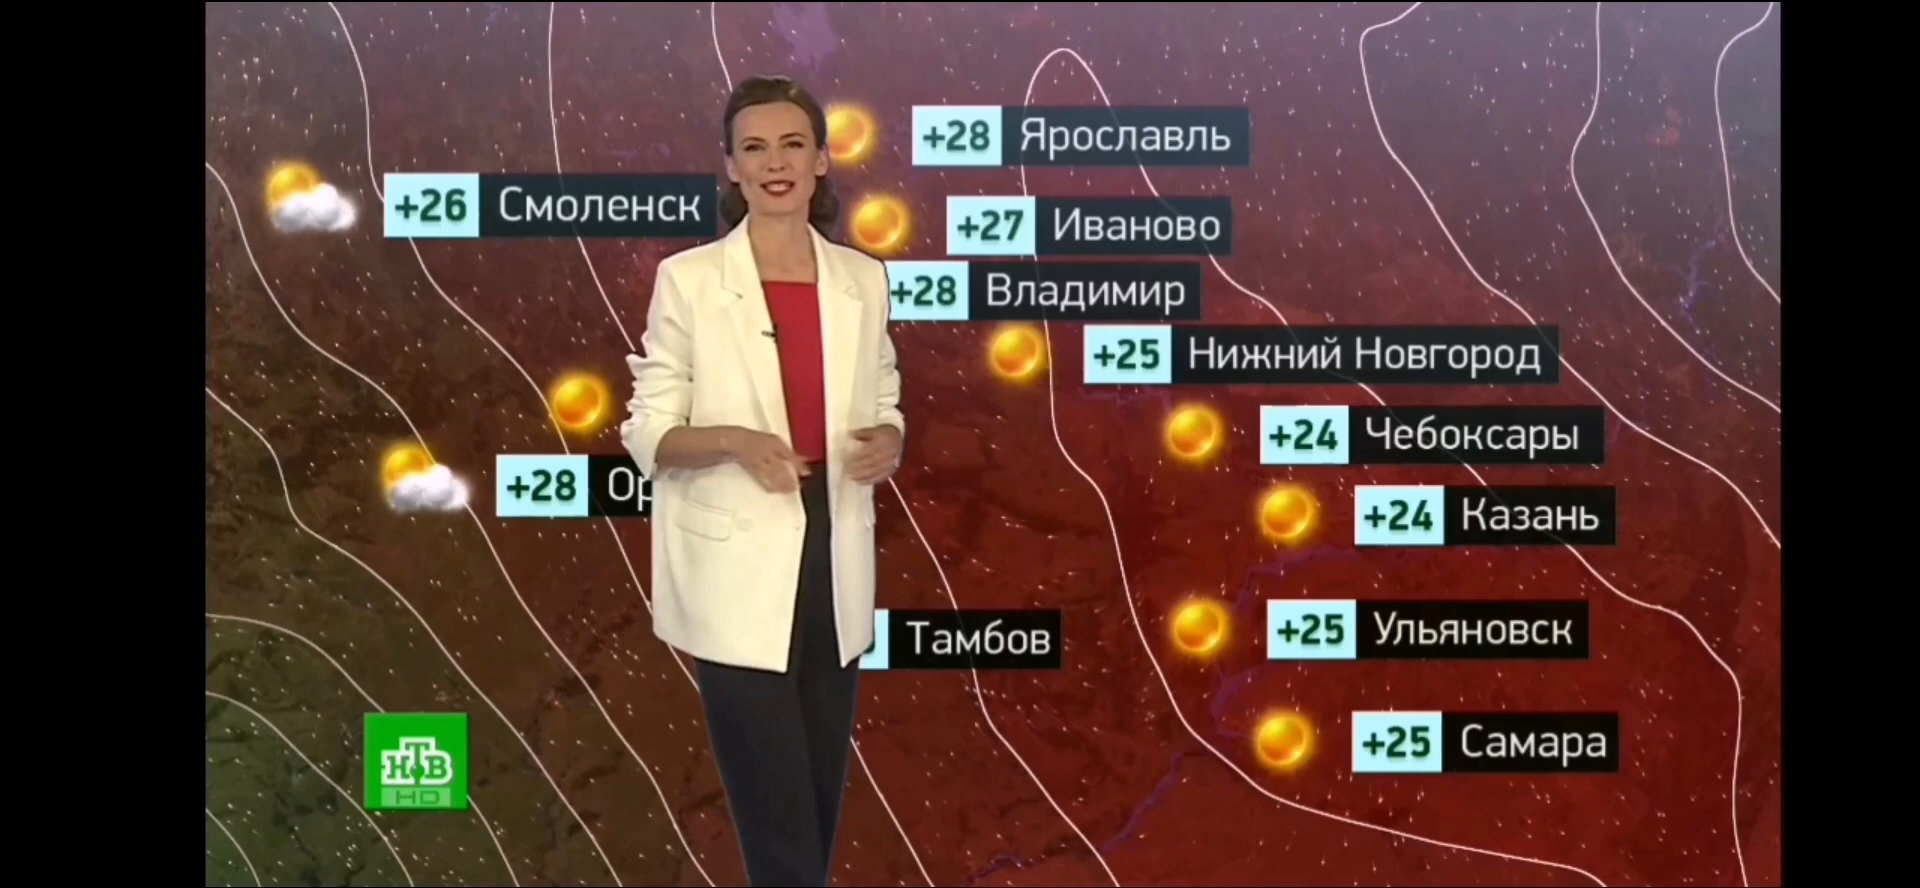 +28 Ярославль
+26 Смоленск
+27 Иваново
+28 Владимир
+25 Нижний Новгород
+24 Чебоксары
+28
+24 Казань
+25 Ульяновск
Тамбов
+25 Самара
НТВ
HD